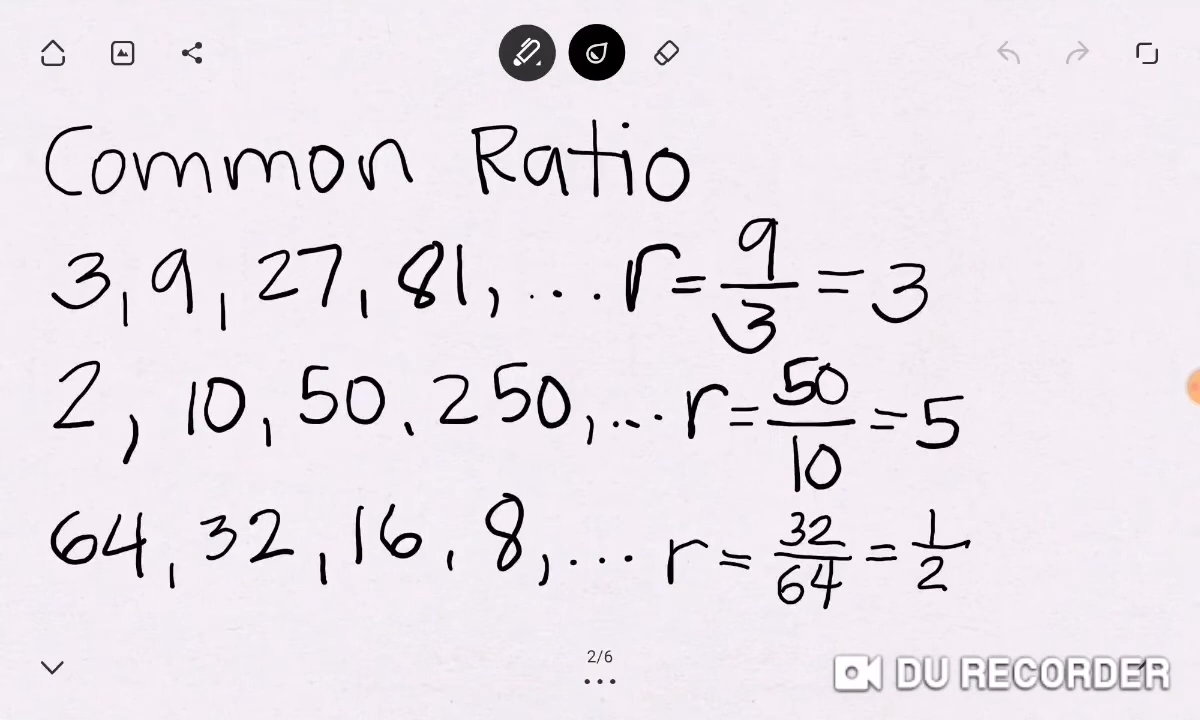 Common Ratio
3, 9, 27, 81, ... r = 9/3 = 3
2, 10, 50, 250, ... r = 50/10 = 5
64, 32, 16, 8, ... r = 32/64 = 1/2
2/6
DU RECORDER